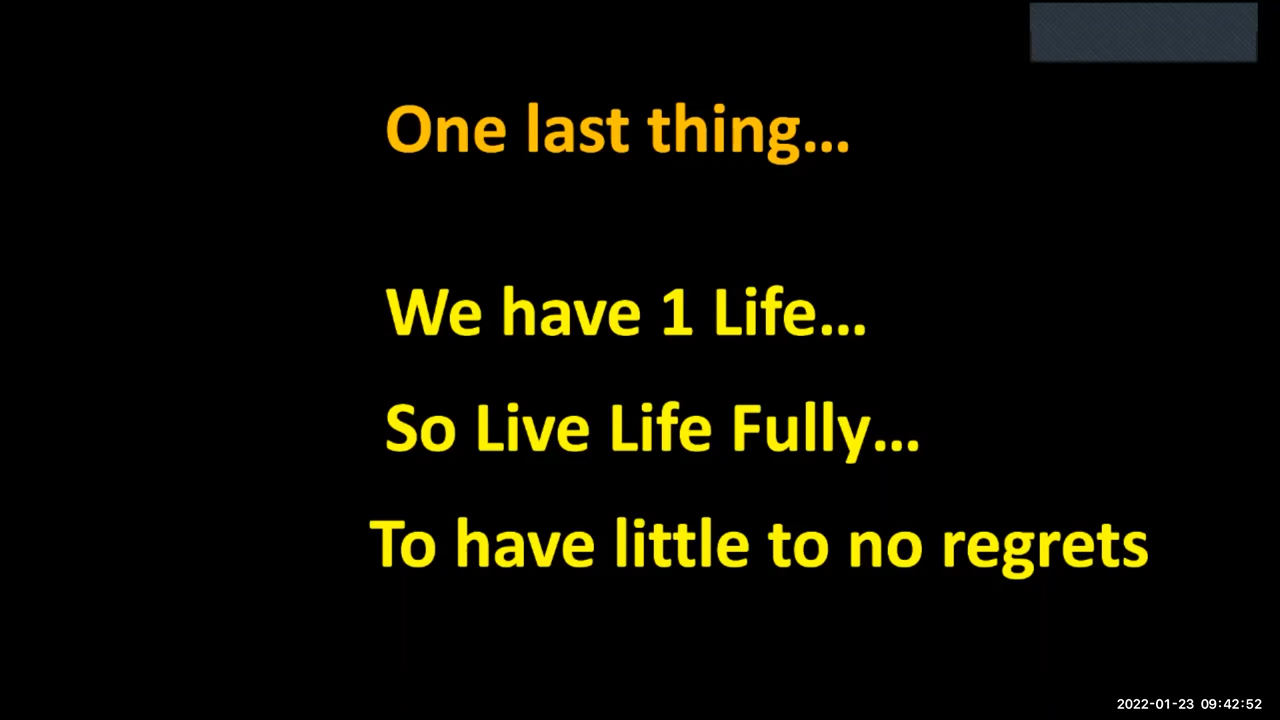 One last thing...
We have 1 Life...
So Live Life Fully...
To have little to no regrets
2022-01-23 09:42:52